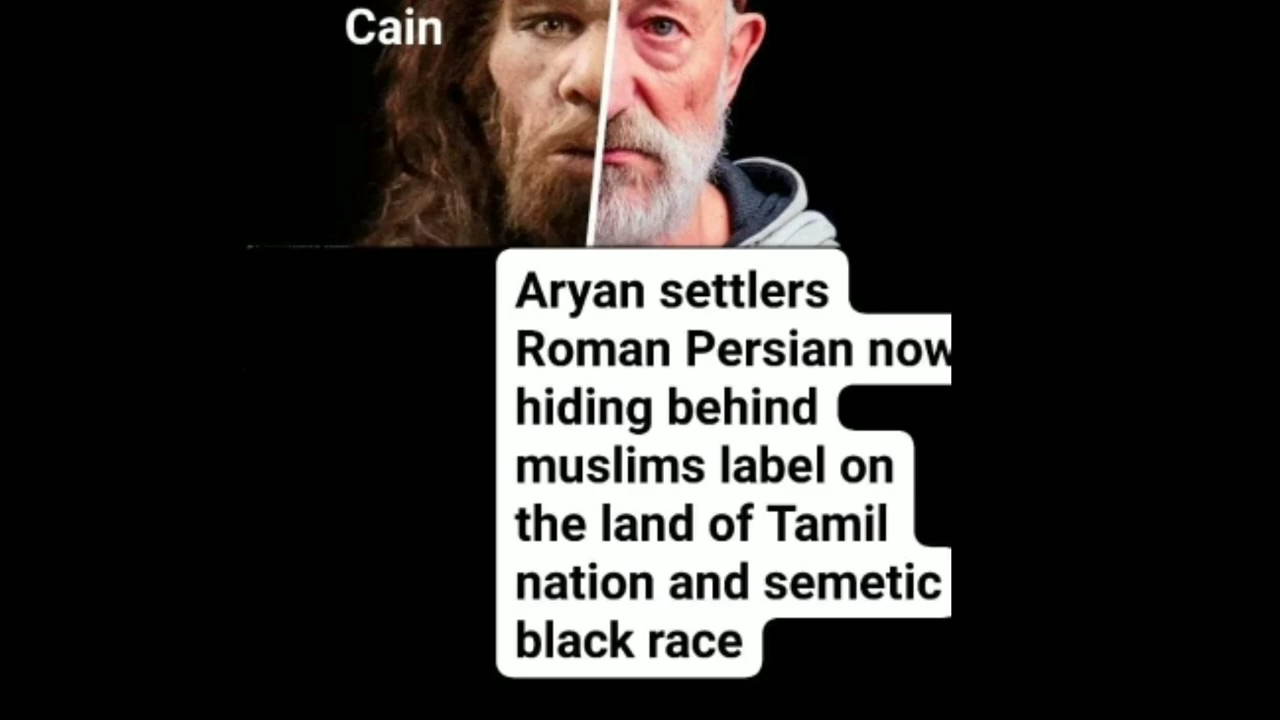 Cain
Aryan settlers
Roman Persian now
hiding behind
muslims label on
the land of Tamil
nation and semetic
black race